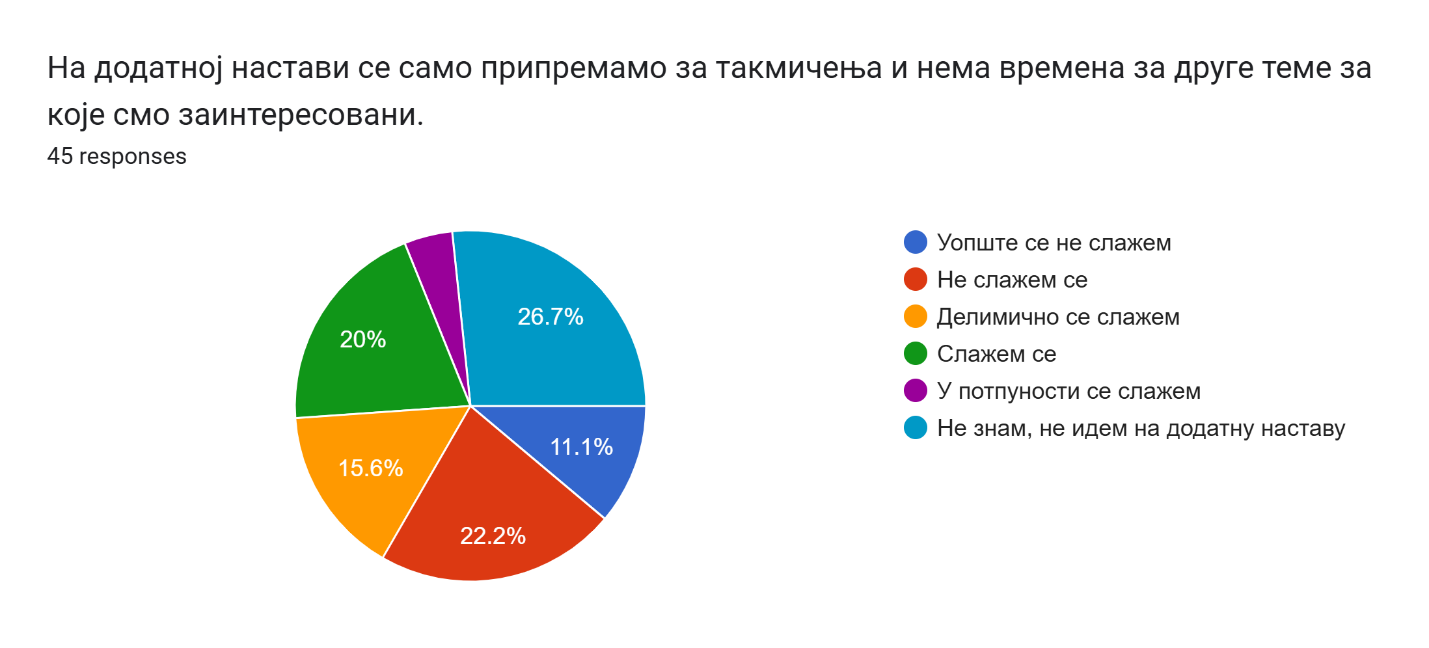 На додатној настави се само припремамо за такмичења и нема времена за друге теме за
које смо заинтересовани.
45 responses
Уопште се не слажем
Не слажем се
Делимично се слажем
Слажем се
У потпуности се слажем
Не знам, не идем на додатну наставу
26.7%
20%
11.1%
15.6%
22.2%